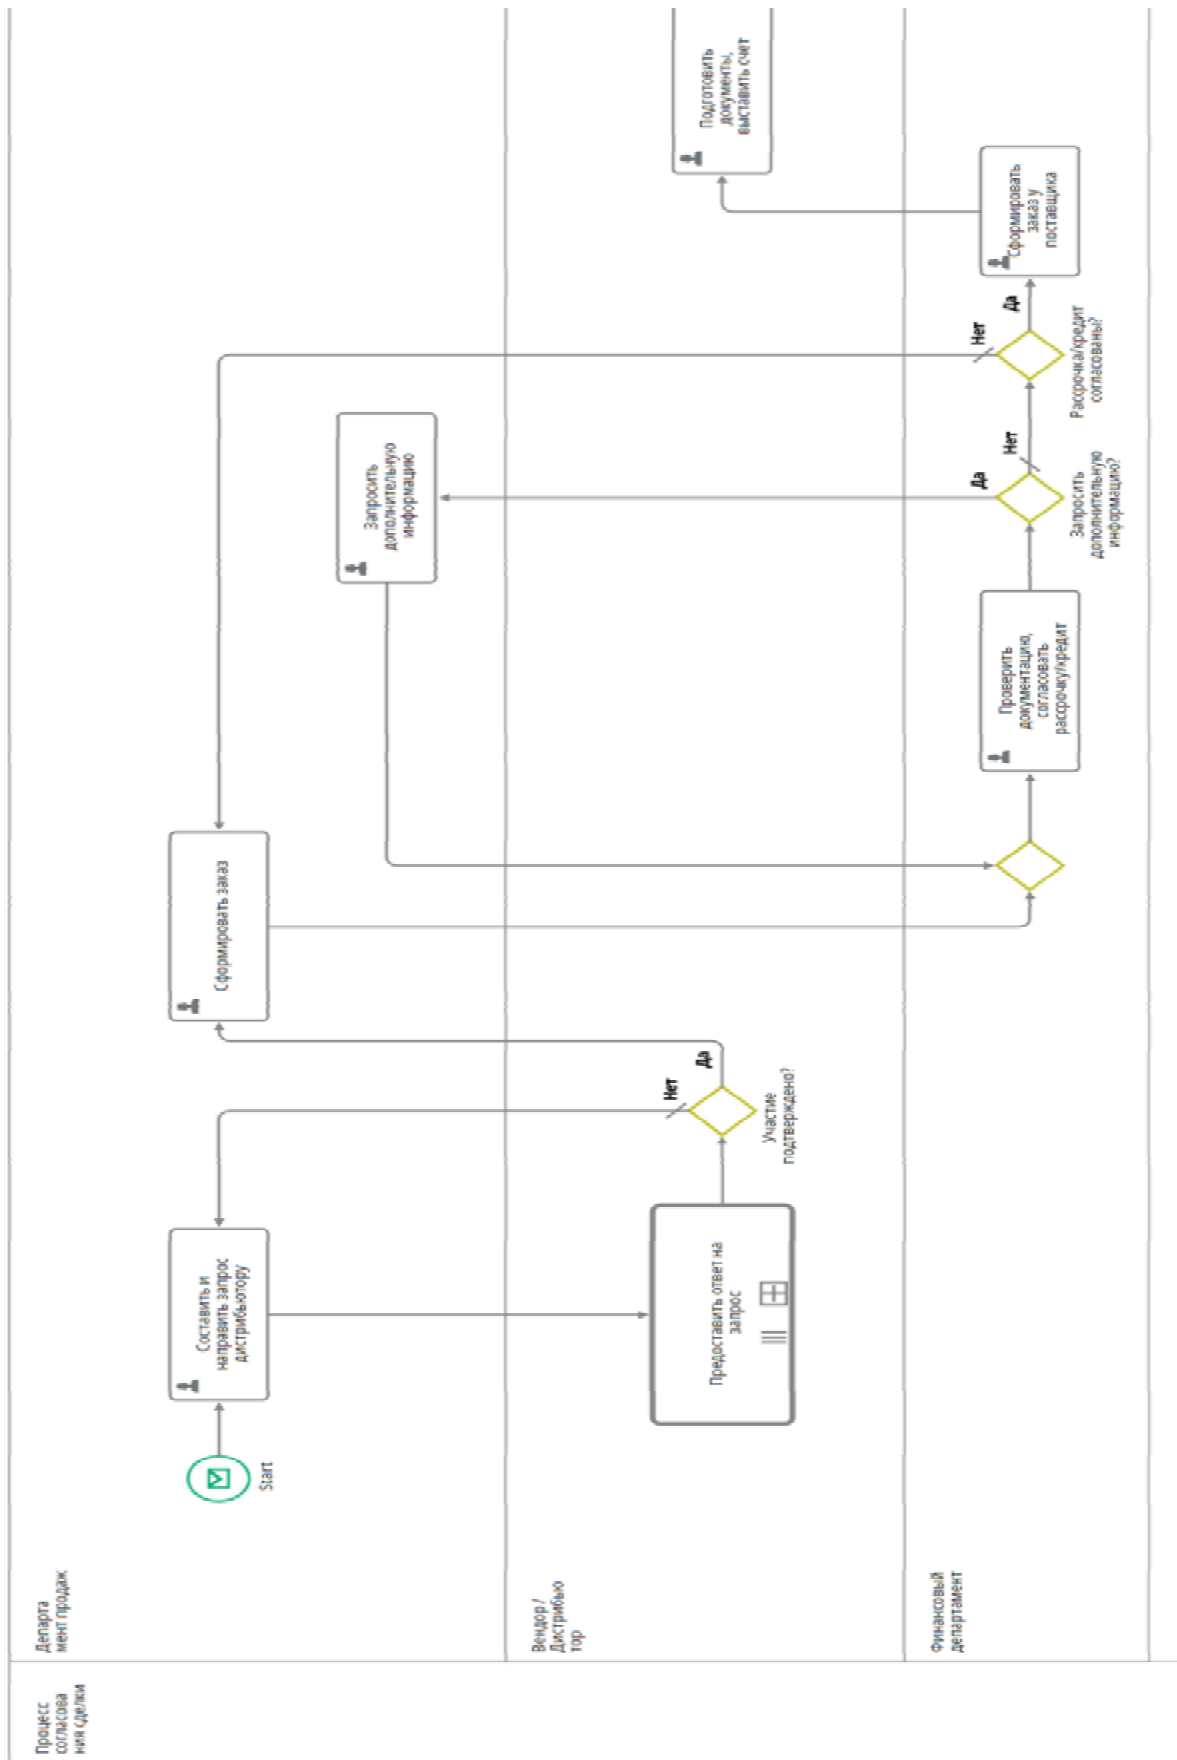 Процесс
согласова
ния сделки
Департа
мент продаж
Start
Составить и
направить запрос
дистрибьютору
Нет
Да
Сформировать заказ
Запросить
дополнительную
информацию
Вендор /
Дистрибью
тор
Предоставить ответ на
запрос
Участие
подтверждено?
Подготовить
документы,
выставить счет
Финансовый
департамент
Проверить
документацию,
согласовать
рассрочку/кредит
Да
Нет
Запросить
дополнительную
информацию?
Нет
Да
Рассрочка/кредит
согласованы?
Сформировать
заказ у
поставщика